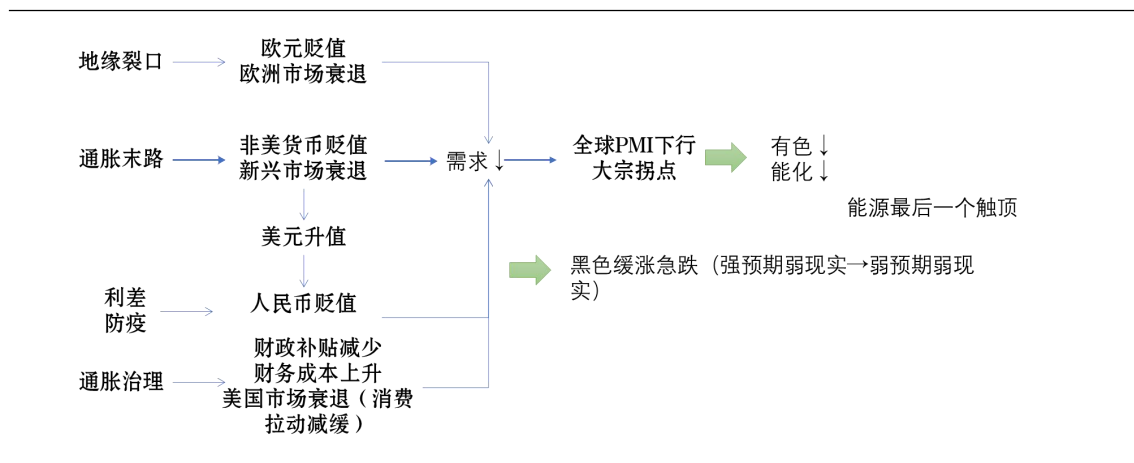 地缘裂口
欧元贬值
欧洲市场衰退
通胀末路
非美货币贬值
新兴市场衰退
需求↓
全球PMI下行
大宗拐点
有色↓
能化↓
能源最后一个触顶
美元升值
黑色缓涨急跌（强预期弱现实→弱预期弱现
实）
利差
防疫
人民币贬值
通胀治理
财政补贴减少
财务成本上升
美国市场衰退（消费
拉动减缓）